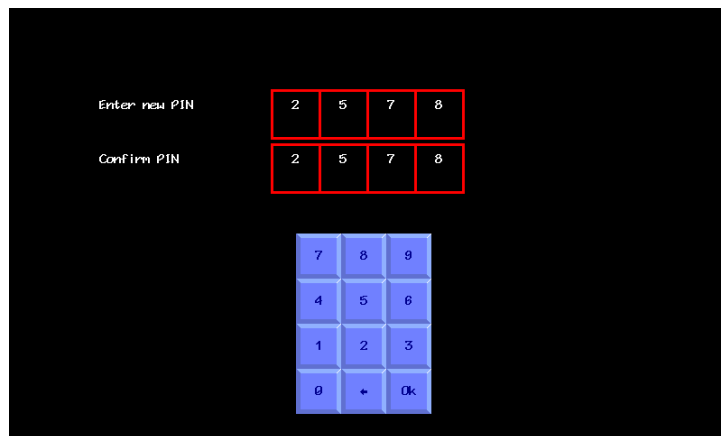 Enter new PIN 2 5 7 8
Confirm PIN 2 5 7 8
7 8 9
4 5 6
1 2 3
0 ← Ok